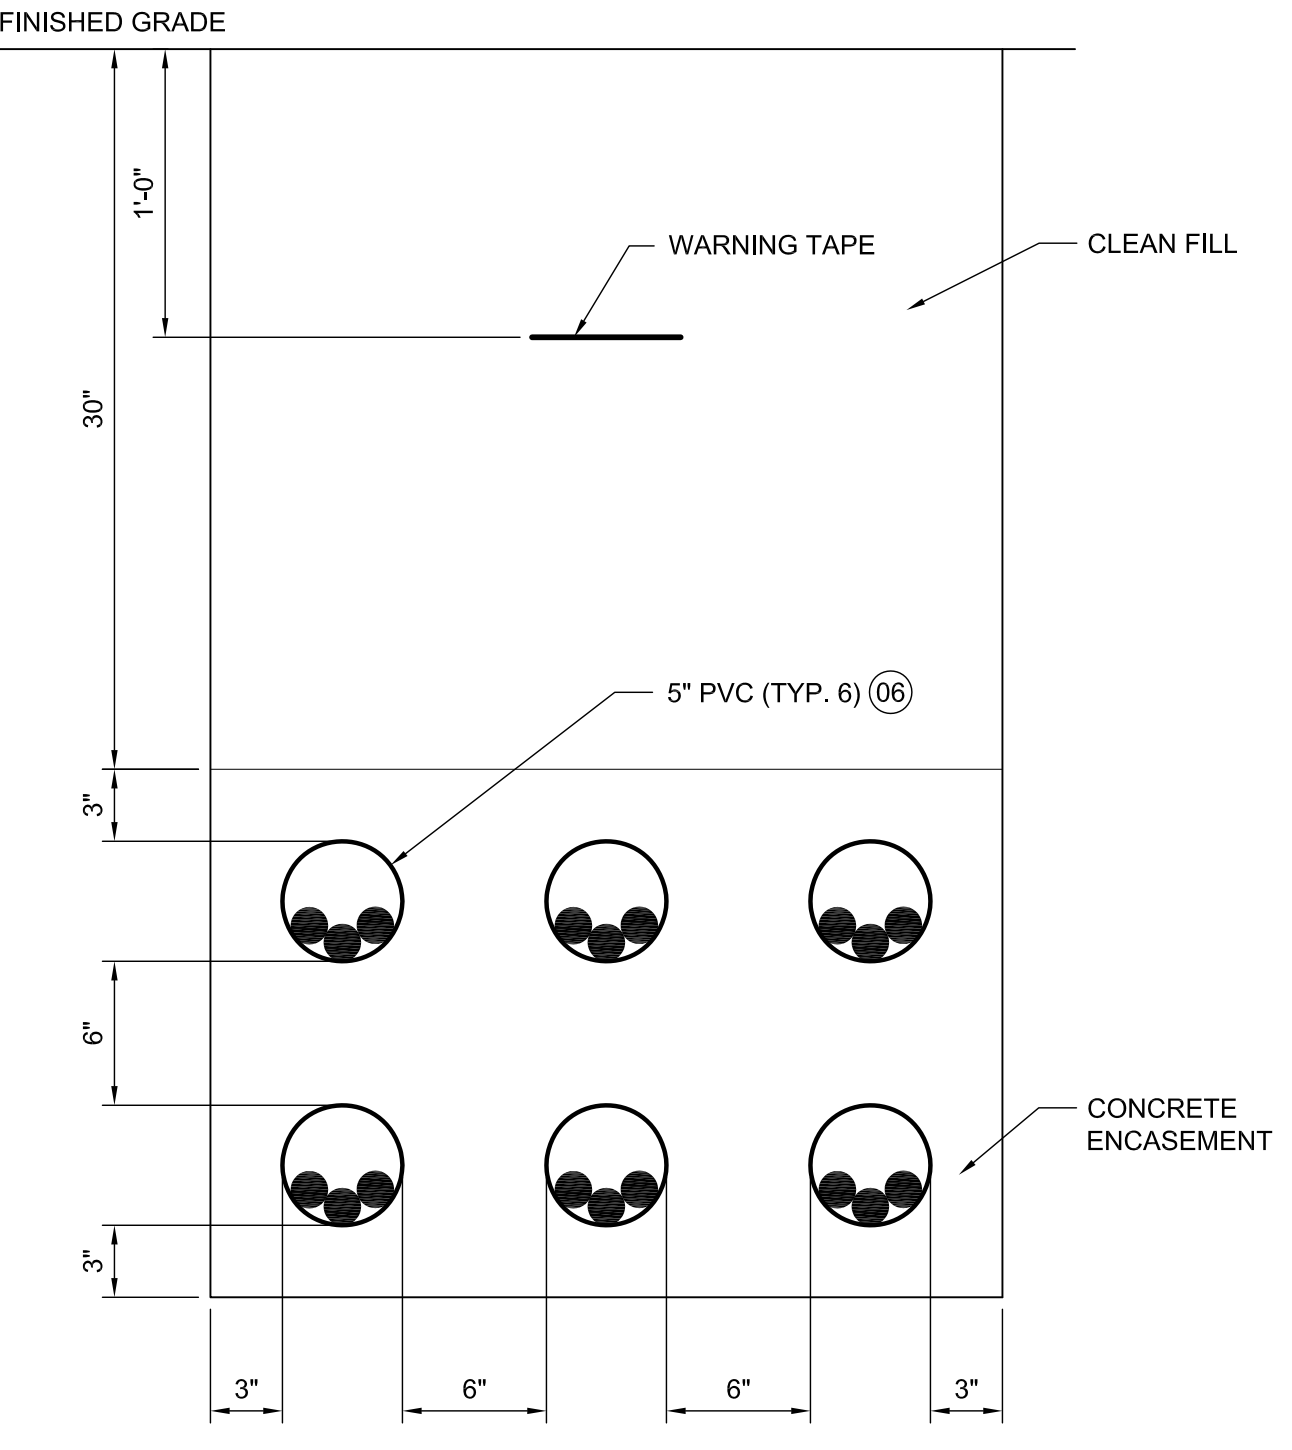 FINISHED GRADE
1'-0"
WARNING TAPE
CLEAN FILL
30"
5" PVC (TYP. 6) 06
3"
6"
CONCRETE
ENCASEMENT
3"
3"
6"
6"
3"